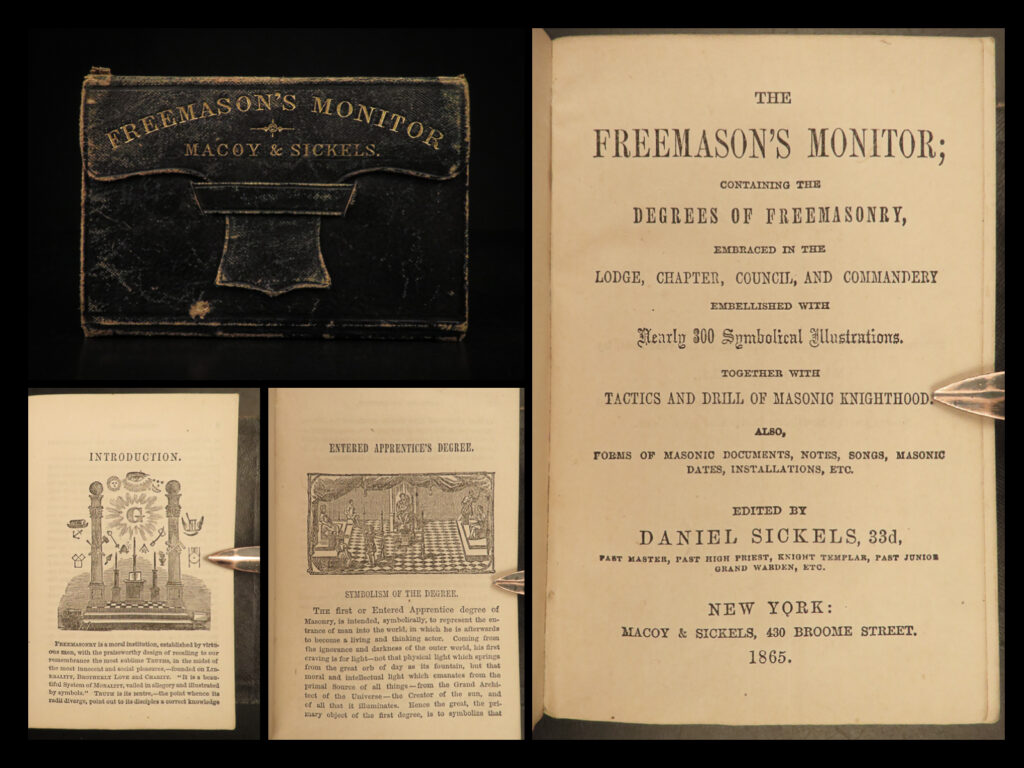 FREEMASON'S MONITOR
MACOY & SICKELS.
THE
FREEMASON'S MONITOR;
CONTAINING THE
DEGREES OF FREEMASONRY,
EMBRACED IN THE
LODGE, CHAPTER, COUNCIL, AND COMMANDERY
EMBELLISHED WITH
Nearly 300 Symbolical Illustrations.
TOGETHER WITH
TACTICS AND DRILL OF MASONIC KNIGHTHOOD.
ALSO,
FORMS OF MASONIC DOCUMENTS, NOTES, SONGS, MASONIC
DATES, INSTALLATIONS, ETC.
EDITED BY
DANIEL SICKELS, 33d,
PAST MASTER, PAST HIGH PRIEST, KNIGHT TEMPLAR, PAST JUNIOR
GRAND WARDEN, ETC.
NEW YORK:
MACOY & SICKELS, 430 BROOME STREET.
1865.
INTRODUCTION.
G
FREEMASONRY is a moral institution, established by virtu-
ous men, with the praiseworthy design of recalling to our
remembrance the most sublime TRUTHS, in the midst of
the most innocent and social pleasures,—founded on LIB-
ERALITY, BROTHERLY LOVE and CHARITY. "It is a beau-
tiful System of MORALITY, vailed in allegory and illustrated
by symbols." TRUTH is its centre,—the point whence its
radii diverge, point out to its disciples a correct knowledge
ENTERED APPRENTICE'S DEGREE.
SYMBOLISM OF THE DEGREE.
THE first or Entered Apprentice degree of
Masonry, is intended, symbolically, to represent the en-
trance of man into the world, in which he is afterwards
to become a living and thinking actor. Coming from
the ignorance and darkness of the outer world, his first
craving is for light—not that physical light which springs
from the great orb of day as its fountain, but that
moral and intellectual light which emanates from the
primal Source of all things—from the Grand Archi-
tect of the Universe—the Creator of the sun, and
of all that it illuminates. Hence the great, the pri-
mary object of the first degree, is to symbolize that